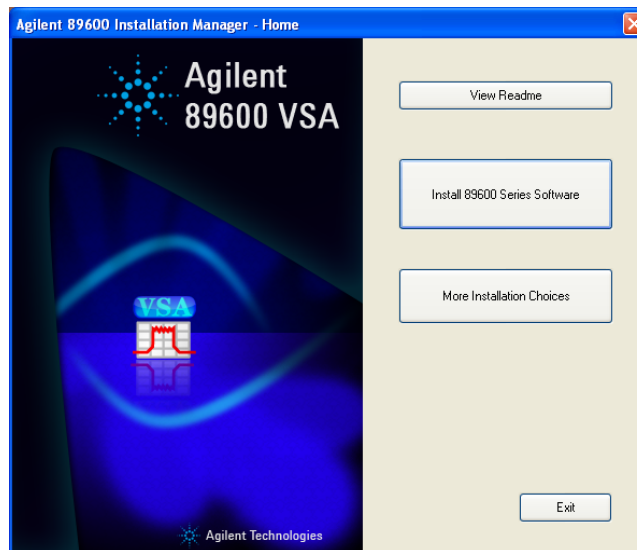 Agilent 89600 Installation Manager - Home
Agilent
89600 VSA
VSA
Agilent Technologies
View Readme
Install 89600 Series Software
More Installation Choices
Exit